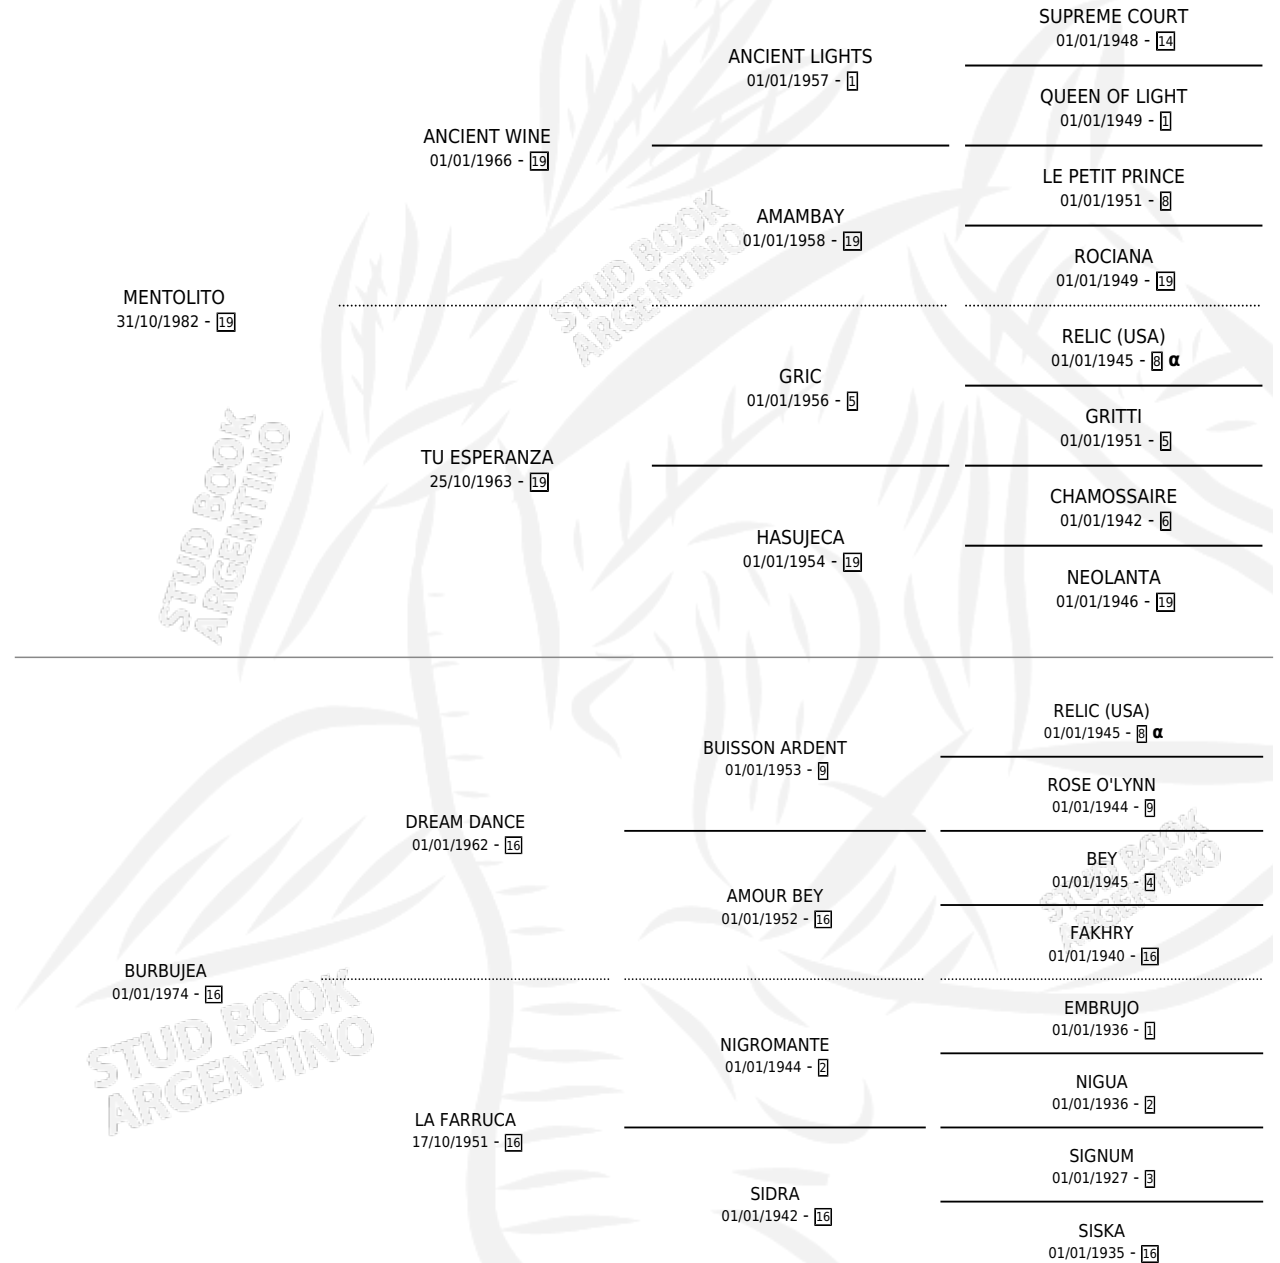 SUPREME COURT
01/01/1948 - 14
ANCIENT LIGHTS
01/01/1957 - 1
QUEEN OF LIGHT
01/01/1949 - 1
ANCIENT WINE
01/01/1966 - 19
LE PETIT PRINCE
01/01/1951 - 8
AMAMBAY
01/01/1958 - 19
ROCIANA
01/01/1949 - 19
STUD BOOK
ARGENTINO
MENTOLITO
31/10/1982 - 19
RELIC (USA)
01/01/1945 - 8 α
GRIC
01/01/1956 - 5
GRITTI
01/01/1951 - 5
TU ESPERANZA
25/10/1963 - 19
CHAMOSSAIRE
01/01/1942 - 6
HASUJECA
01/01/1954 - 19
NEOLANTA
01/01/1946 - 19
STUD BOOK
ARGENTINO
RELIC (USA)
01/01/1945 - 8 α
BUISSON ARDENT
01/01/1953 - 9
ROSE O'LYNN
01/01/1944 - 9
DREAM DANCE
01/01/1962 - 16
BEY
01/01/1945 - 4
AMOUR BEY
01/01/1952 - 16
FAKHRY
01/01/1940 - 16
STUD BOOK
ARGENTINO
BURBUJEA
01/01/1974 - 16
STUD BOOK
ARGENTINO
EMBRUJO
01/01/1936 - 1
NIGROMANTE
01/01/1944 - 2
NIGUA
01/01/1936 - 2
LA FARRUCA
17/10/1951 - 16
SIGNUM
01/01/1927 - 3
SIDRA
01/01/1942 - 16
SISKA
01/01/1935 - 16